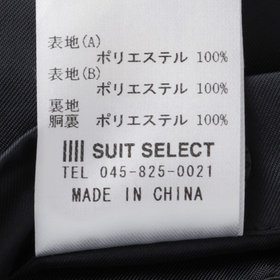 表地(A)
ポリエステル 100%
表地(B)
ポリエステル 100%
裏地
胴裏 ポリエステル 100%
SUIT SELECT
TEL 045-825-0021
MADE IN CHINA